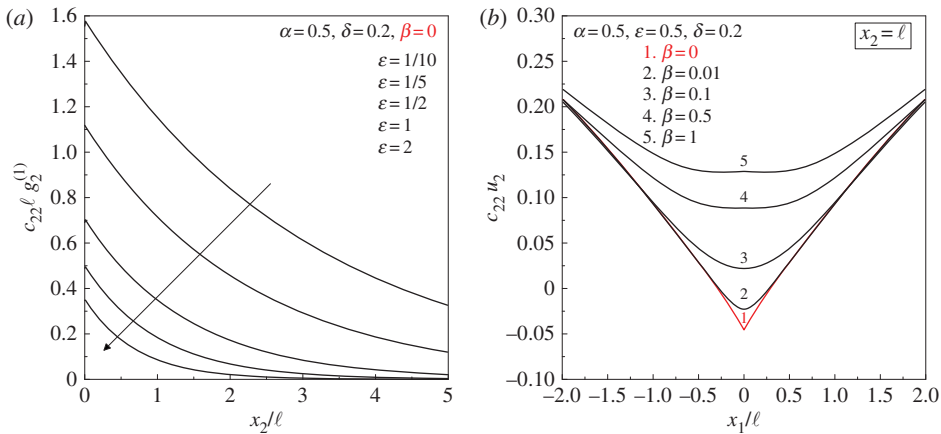 (a)
α = 0.5, δ = 0.2, β = 0
ε = 1/10
ε = 1/5
ε = 1/2
ε = 1
ε = 2
1.6
1.4
1.2
1.0
0.8
0.6
0.4
0.2
0
c₂₂ℓ g₂⁽¹⁾
0 1 2 3 4 5
x₂/ℓ
(b)
α = 0.5, ε = 0.5, δ = 0.2
x₂ = ℓ
1. β = 0
2. β = 0.01
3. β = 0.1
4. β = 0.5
5. β = 1
0.30
0.25
0.20
0.15
0.10
0.05
0
−0.05
−0.10
c₂₂ u₂
5
4
3
2
1
−2.0 −1.5 −1.0 −0.5 0 0.5 1.0 1.5 2.0
x₁/ℓ